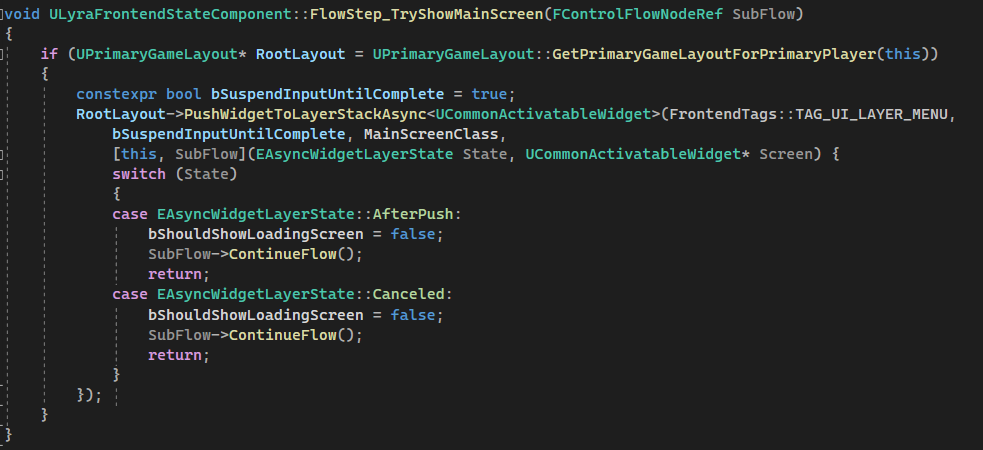 void ULyraFrontendStateComponent::FlowStep_TryShowMainScreen(FControlFlowNodeRef SubFlow)
{
    if (UPrimaryGameLayout* RootLayout = UPrimaryGameLayout::GetPrimaryGameLayoutForPrimaryPlayer(this))
    {
        constexpr bool bSuspendInputUntilComplete = true;
        RootLayout->PushWidgetToLayerStackAsync<UCommonActivatableWidget>(FrontendTags::TAG_UI_LAYER_MENU,
            bSuspendInputUntilComplete, MainScreenClass,
            [this, SubFlow](EAsyncWidgetLayerState State, UCommonActivatableWidget* Screen) {
            switch (State)
            {
            case EAsyncWidgetLayerState::AfterPush:
                bShouldShowLoadingScreen = false;
                SubFlow->ContinueFlow();
                return;
            case EAsyncWidgetLayerState::Canceled:
                bShouldShowLoadingScreen = false;
                SubFlow->ContinueFlow();
                return;
            }
        });
    }
}